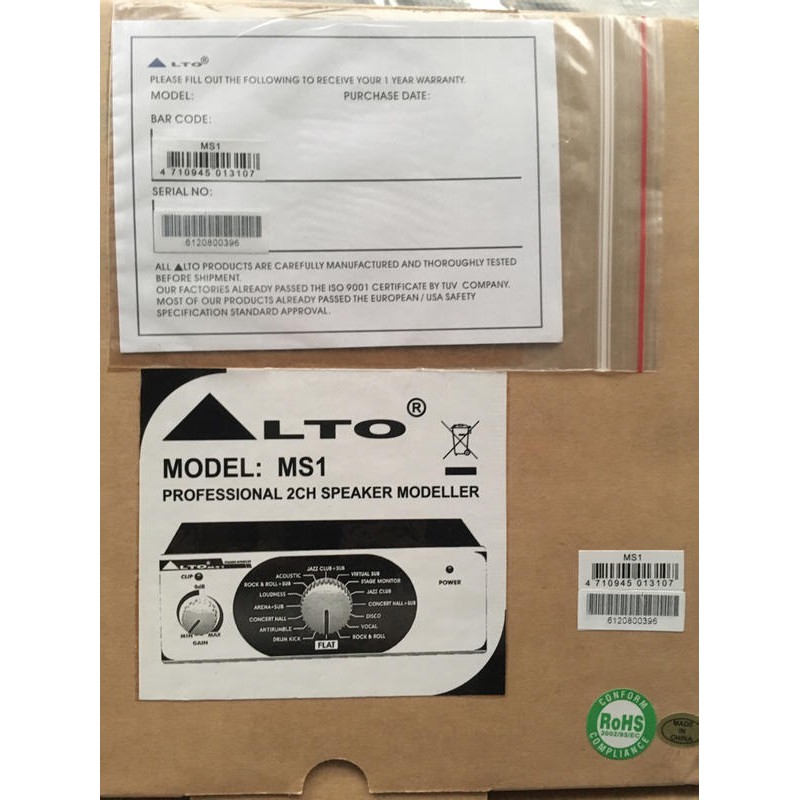 ▲LTO®
PLEASE FILL OUT THE FOLLOWING TO RECEIVE YOUR 1 YEAR WARRANTY.
MODEL: PURCHASE DATE:
BAR CODE:
MS1
4 710945 013107
SERIAL NO:
6120800396
ALL ▲LTO PRODUCTS ARE CAREFULLY MANUFACTURED AND THOROUGHLY TESTED
BEFORE SHIPMENT.
OUR FACTORIES ALREADY PASSED THE ISO 9001 CERTIFICATE BY TUV COMPANY.
MOST OF OUR PRODUCTS ALREADY PASSED THE EUROPEAN / USA SAFETY
SPECIFICATION STANDARD APPROVAL.
▲LTO®
MODEL: MS1
PROFESSIONAL 2CH SPEAKER MODELLER
▲LTO MS1
CLIP
0dB
MIN MAX
GAIN
JAZZ CLUB+SUB
ACOUSTIC
VIRTUAL SUB
ROCK & ROLL+SUB
STAGE MONITOR
LOUDNESS
JAZZ CLUB
ARENA+SUB
CONCERT HALL+SUB
CONCERT HALL
DISCO
ANTIRUMBLE
VOCAL
DRUM KICK
ROCK & ROLL
FLAT
POWER
MS1
4 710945 013107
6120800396
CONFORM
RoHS
2002/95/EC
COMPLIANCE
MADE
IN
CHINA